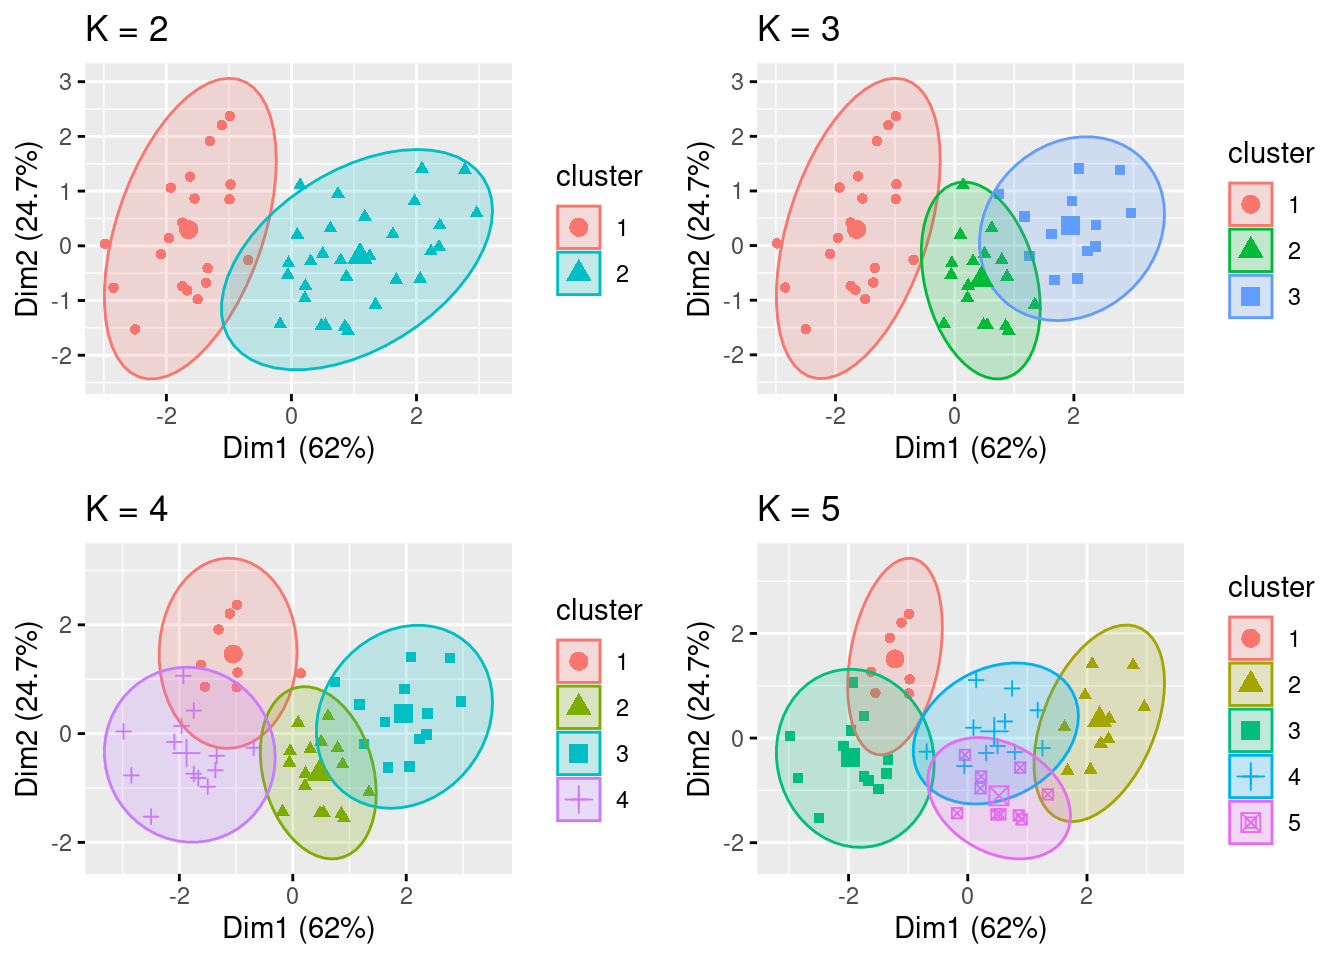 K = 2
3
2
1
0
-1
-2
Dim2 (24.7%)
-2 0 2
Dim1 (62%)
cluster
1
2
K = 3
3
2
1
0
-1
-2
Dim2 (24.7%)
-2 0 2
Dim1 (62%)
cluster
1
2
3
K = 4
2
0
-2
Dim2 (24.7%)
-2 0 2
Dim1 (62%)
cluster
1
2
3
4
K = 5
2
0
-2
Dim2 (24.7%)
-2 0 2
Dim1 (62%)
cluster
1
2
3
4
5